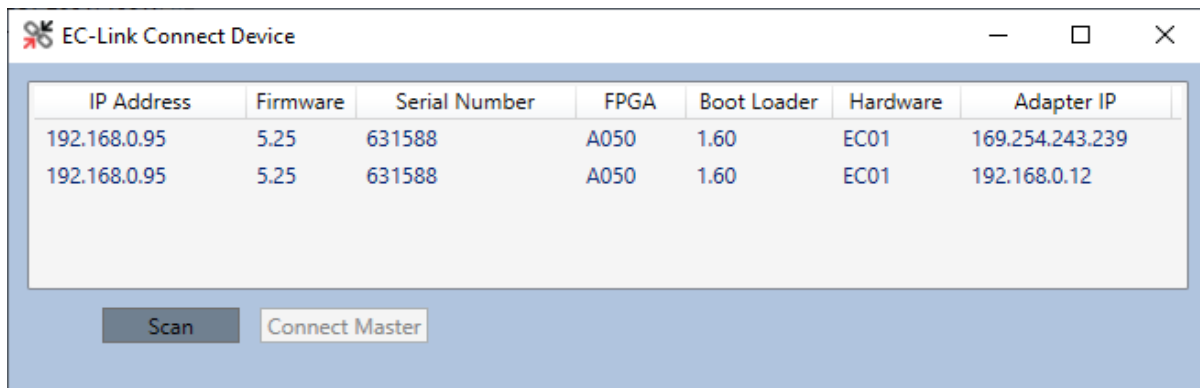 EC-Link Connect Device
IP Address Firmware Serial Number FPGA Boot Loader Hardware Adapter IP
192.168.0.95 5.25 631588 A050 1.60 EC01 169.254.243.239
192.168.0.95 5.25 631588 A050 1.60 EC01 192.168.0.12
Scan Connect Master